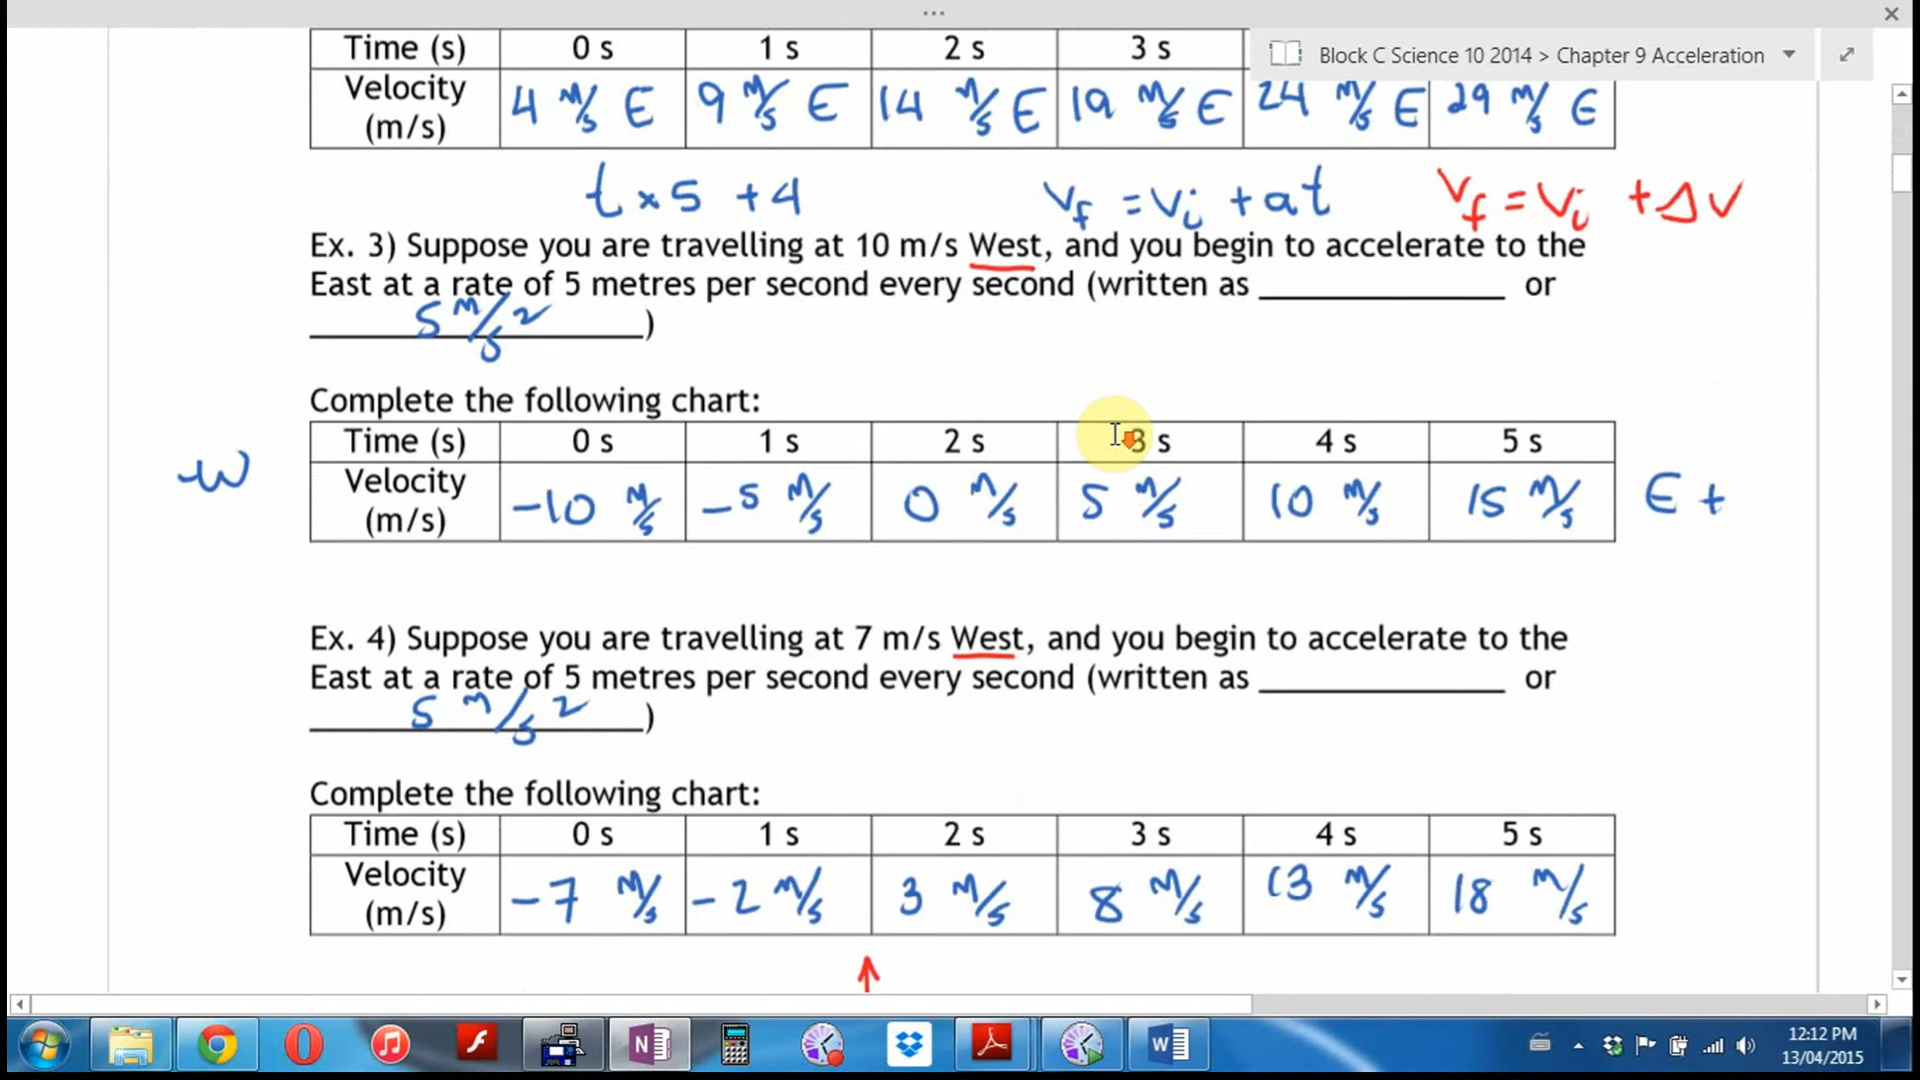 Block C Science 10 2014 > Chapter 9 Acceleration
Time (s) 0 s 1 s 2 s 3 s
Velocity (m/s) 4 m/s E 9 m/s E 14 m/s E 19 m/s E 24 m/s E 29 m/s E
t × 5 + 4 vf = vi + at vf = vi + Δv
Ex. 3) Suppose you are travelling at 10 m/s West, and you begin to accelerate to the
East at a rate of 5 metres per second every second (written as ______________ or
5 m/s2 )
Complete the following chart:
Time (s) 0 s 1 s 2 s 3 s 4 s 5 s
-W Velocity (m/s) -10 m/s -5 m/s 0 m/s 5 m/s 10 m/s 15 m/s E +
Ex. 4) Suppose you are travelling at 7 m/s West, and you begin to accelerate to the
East at a rate of 5 metres per second every second (written as ______________ or
5 m/s2 )
Complete the following chart:
Time (s) 0 s 1 s 2 s 3 s 4 s 5 s
Velocity (m/s) -7 m/s -2 m/s 3 m/s 8 m/s 13 m/s 18 m/s
12:12 PM
13/04/2015